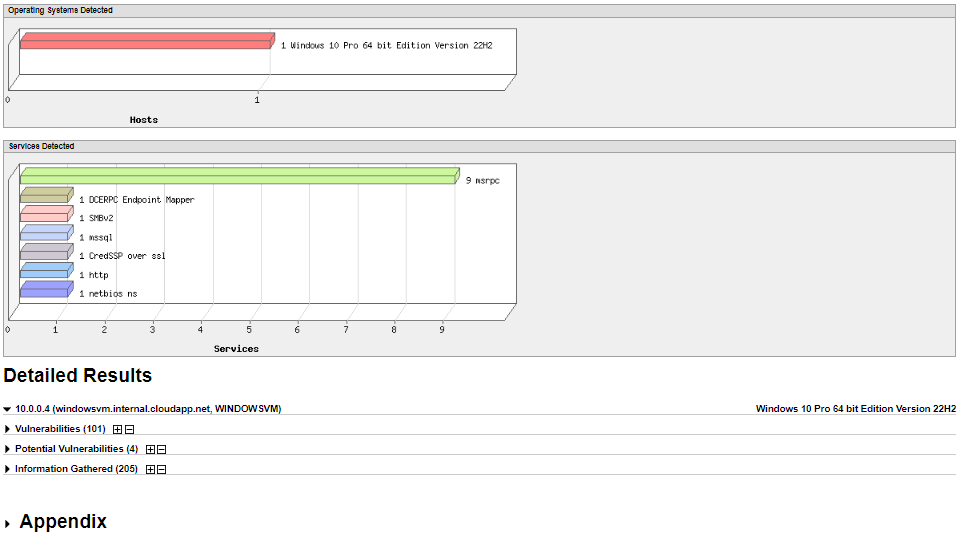 Operating Systems Detected
1 Windows 10 Pro 64 bit Edition Version 22H2
0 1
Hosts
Services Detected
9 msrpc
1 DCERPC Endpoint Mapper
1 SMBv2
1 mssql
1 CredSSP over ssl
1 http
1 netbios ns
0 1 2 3 4 5 6 7 8 9
Services
Detailed Results
10.0.0.4 (windowsvm.internal.cloudapp.net, WINDOWSVM) Windows 10 Pro 64 bit Edition Version 22H2
Vulnerabilities (101)
Potential Vulnerabilities (4)
Information Gathered (205)
Appendix